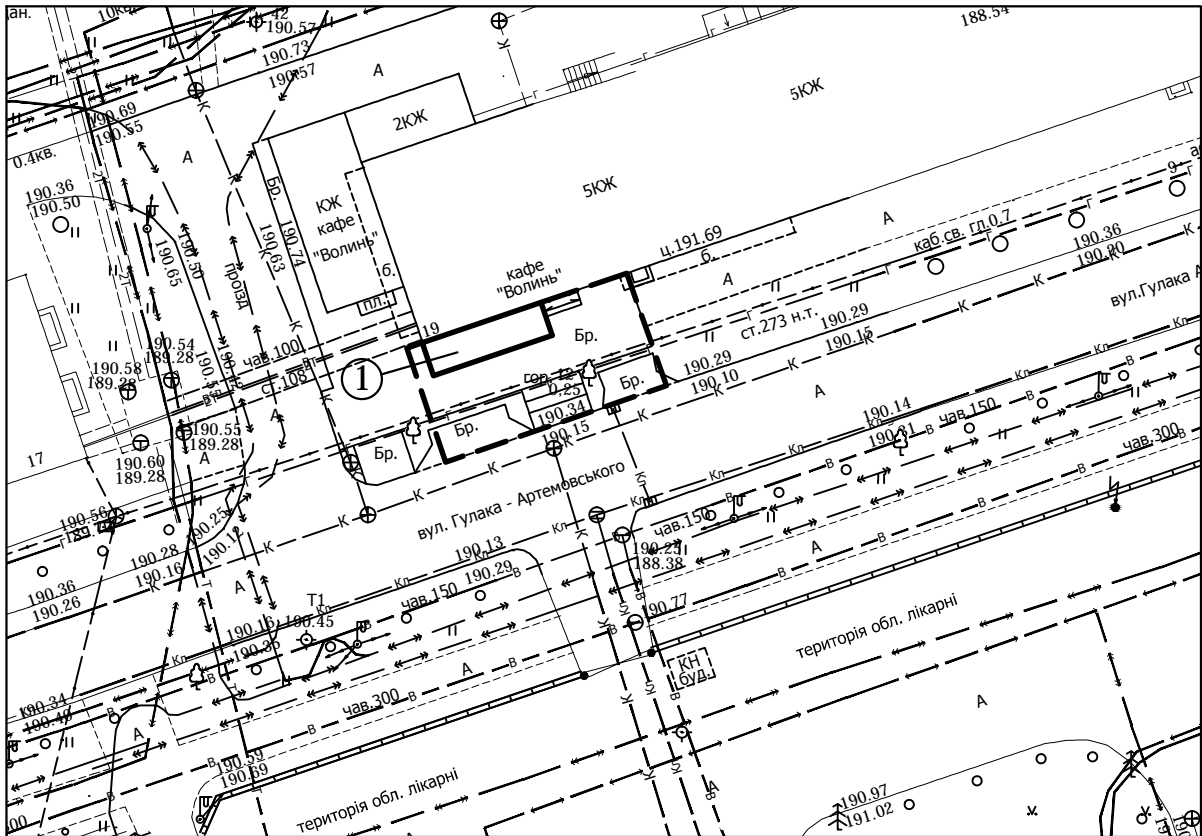 42
190.57
10к
188.54
190.73
190.57
А
К
Г
2КЖ
5КЖ
190.69
190.55
А
0.4кв.
190.36
190.50
5КЖ
Бр.
190.74
190.63
КЖ
кафе
"Волинь"
190.50
190.65
проїзд
б.
пл.
ц.191.69
б.
А
А
каб.св. гл.0.7
190.36
190.20
вул.Гулака А
кафе
"Волинь"
19
Бр.
ст.273 н.т.
190.29
190.15
190.54
189.28
190.58
189.28
чав.100
ст.108
1
190.29
190.10
А
гор. 12
0,25
Бр.
190.34
190.15
Бр.
Бр.
190.14
190.21
чав.150
чав.300
190.55
189.28
А
17
190.60
189.28
вул. Гулака - Артемовського
190.56
190.25
190.12
190.28
190.16
190.36
190.26
190.13
190.29
чав.150
чав.150
190.25
188.38
А
Т1
190.45
190.16
190.35
190.77
територія обл. лікарні
КН
буд.
А
190.34
190.40
чав.300
А
190.59
190.69
територія обл. лікарні
190.97
191.02